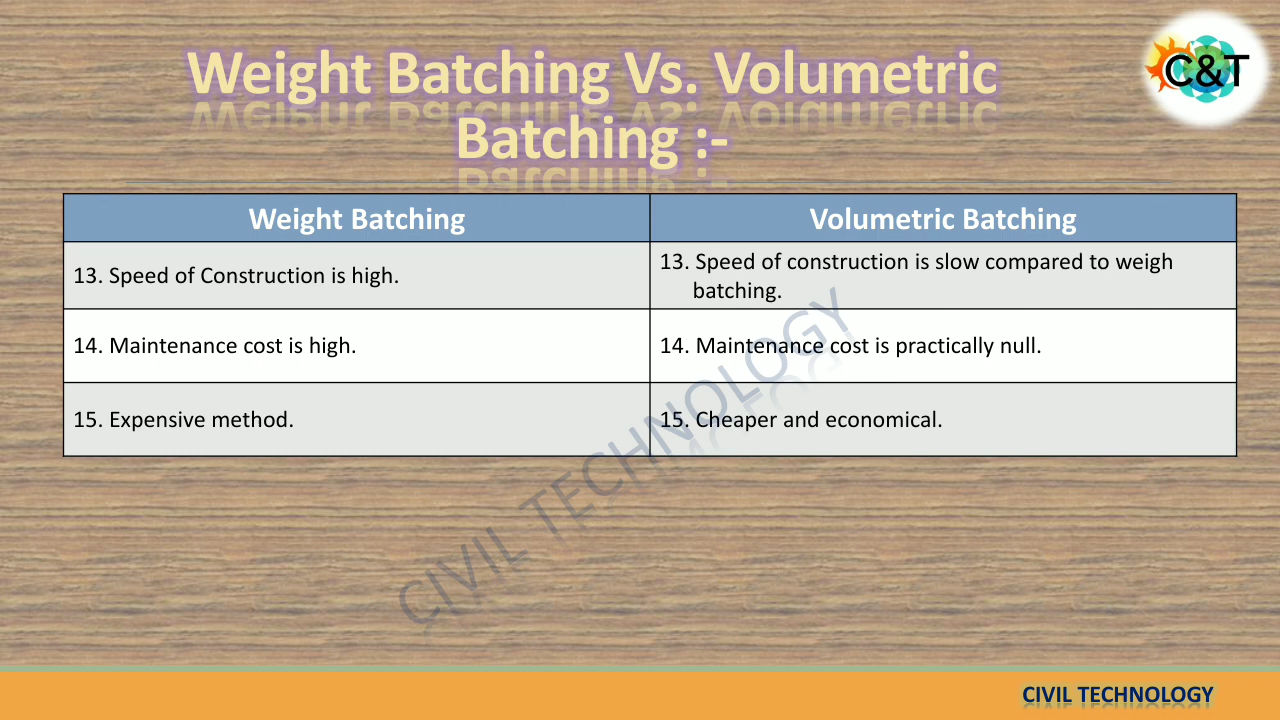 Weight Batching Vs. Volumetric
Batching :-
C&T
Weight Batching
Volumetric Batching
13. Speed of Construction is high.
13. Speed of construction is slow compared to weigh
batching.
14. Maintenance cost is high.
14. Maintenance cost is practically null.
15. Expensive method.
15. Cheaper and economical.
CIVIL TECHNOLOGY
CIVIL TECHNOLOGY